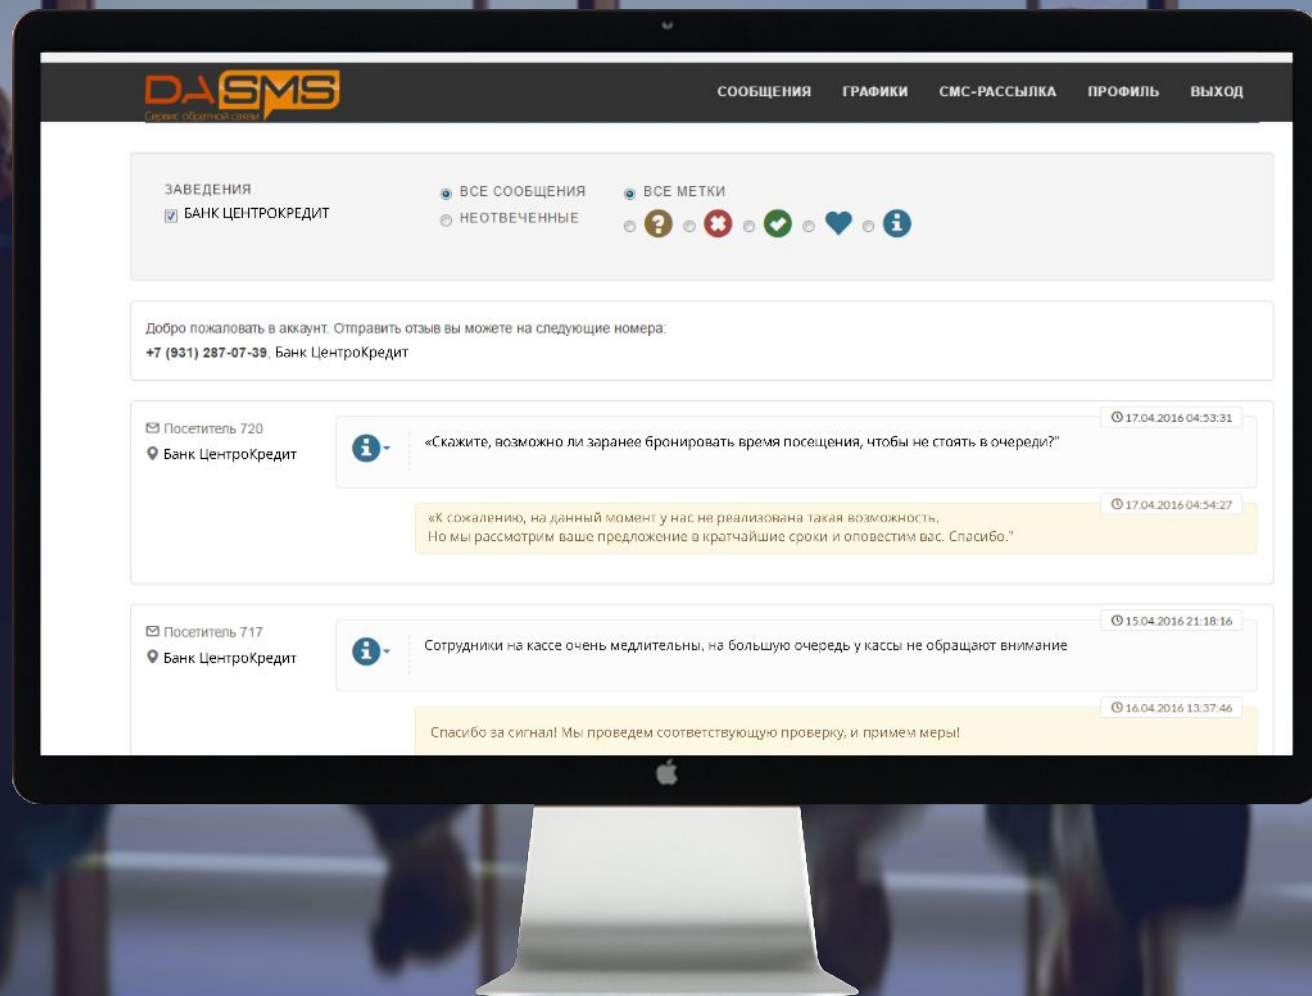 DASMS
Сервис обратной связи
СООБЩЕНИЯ ГРАФИКИ СМС-РАССЫЛКА ПРОФИЛЬ ВЫХОД
ЗАВЕДЕНИЯ
БАНК ЦЕНТРОКРЕДИТ
ВСЕ СООБЩЕНИЯ
НЕОТВЕЧЕННЫЕ
ВСЕ МЕТКИ
Добро пожаловать в аккаунт. Отправить отзыв вы можете на следующие номера:
+7 (931) 287-07-39, Банк ЦентроКредит
Посетитель 720
Банк ЦентроКредит
17.04.2016 04:53:31
«Скажите, возможно ли заранее бронировать время посещения, чтобы не стоять в очереди?"
17.04.2016 04:54:27
«К сожалению, на данный момент у нас не реализована такая возможность.
Но мы рассмотрим ваше предложение в кратчайшие сроки и оповестим вас. Спасибо."
Посетитель 717
Банк ЦентроКредит
15.04.2016 21:18:16
Сотрудники на кассе очень медлительны, на большую очередь у кассы не обращают внимание
16.04.2016 13:37:46
Спасибо за сигнал! Мы проведем соответствующую проверку, и примем меры!